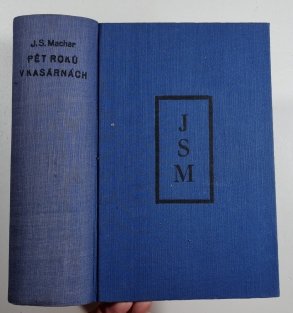 J.S. Machar
PĚT ROKŮ
V KASÁRNÁCH
J
S
M